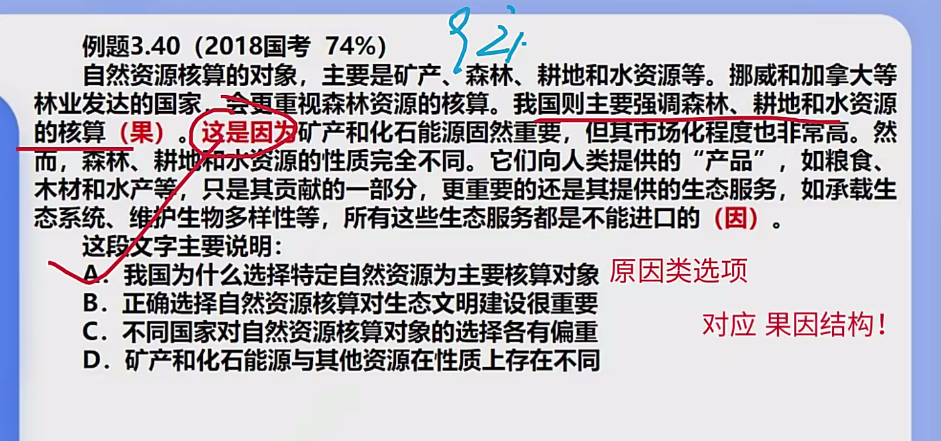 例题3.40（2018国考 74%）
自然资源核算的对象，主要是矿产、森林、耕地和水资源等。挪威和加拿大等
林业发达的国家，会更重视森林资源的核算。我国则主要强调森林、耕地和水资源
的核算（果）。这是因为矿产和化石能源固然重要，但其市场化程度也非常高。然
而，森林、耕地和水资源的性质完全不同。它们向人类提供的“产品”，如粮食、
木材和水产等，只是其贡献的一部分，更重要的还是其提供的生态服务，如承载生
态系统、维护生物多样性等，所有这些生态服务都是不能进口的（因）。
这段文字主要说明：
A．我国为什么选择特定自然资源为主要核算对象 原因类选项
B．正确选择自然资源核算对生态文明建设很重要
C．不同国家对自然资源核算对象的选择各有偏重
对应 果因结构！
D．矿产和化石能源与其他资源在性质上存在不同